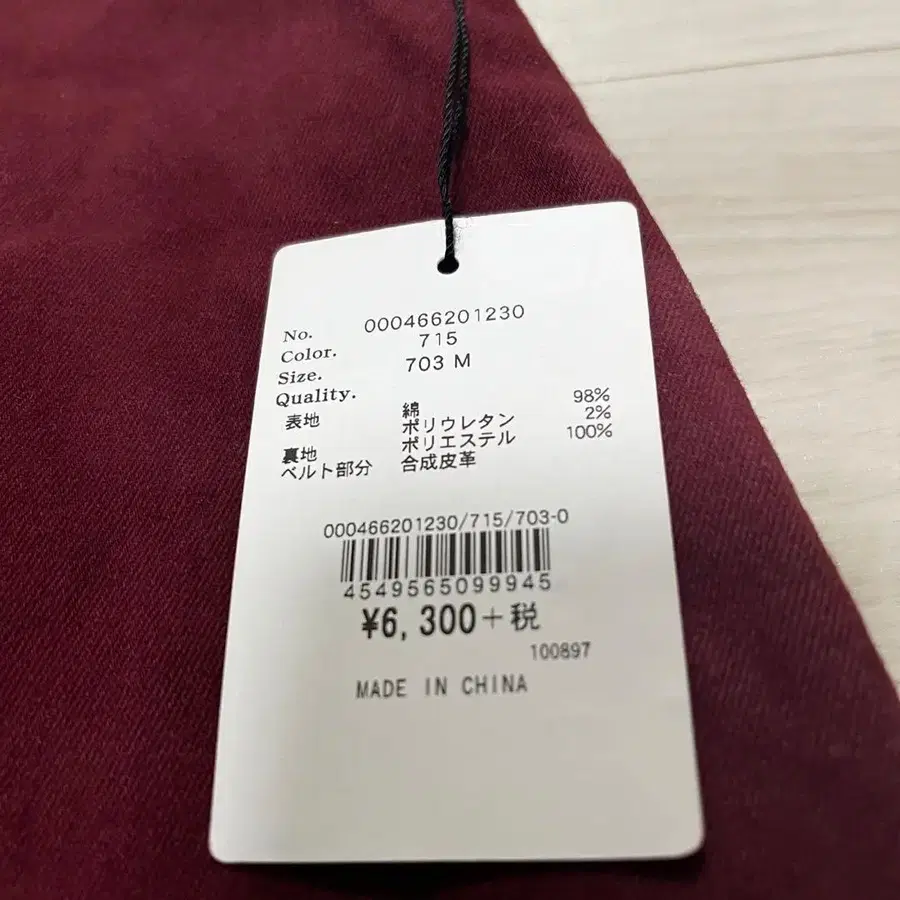 No. 000466201230
Color. 715
Size. 703 M
Quality.
表地 綿 98%
ポリウレタン 2%
裏地 ポリエステル 100%
ベルト部分 合成皮革
000466201230/715/703-0
4549565099945
¥6,300+税
100897
MADE IN CHINA